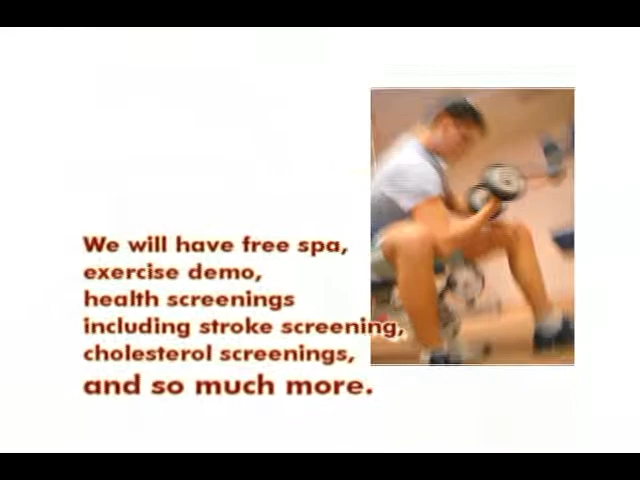 We will have free spa,
exercise demo,
health screenings
including stroke screening,
cholesterol screenings,
and so much more.